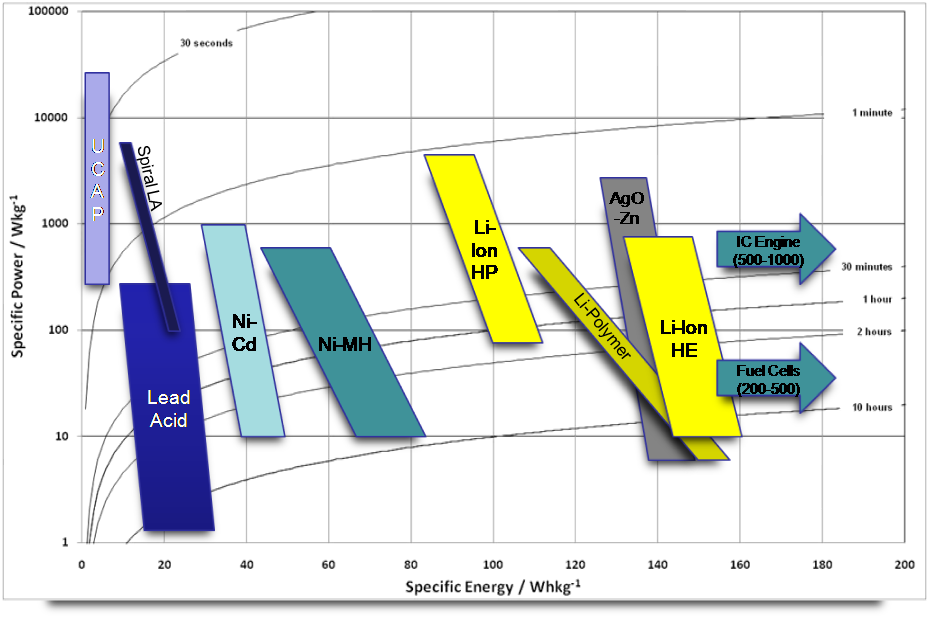 100000
10000
1000
100
10
1
Specific Power / Wkg-1
0
20
40
60
80
100
120
140
160
180
200
Specific Energy / Whkg-1
30 seconds
1 minute
30 minutes
1 hour
2 hours
10 hours
UCAP
Spiral LA
Lead
Acid
Ni-
Cd
Ni-MH
Li-
Ion
HP
Li-Polymer
AgO
-Zn
Li-Ion
HE
IC Engine
(500-1000)
Fuel Cells
(200-500)